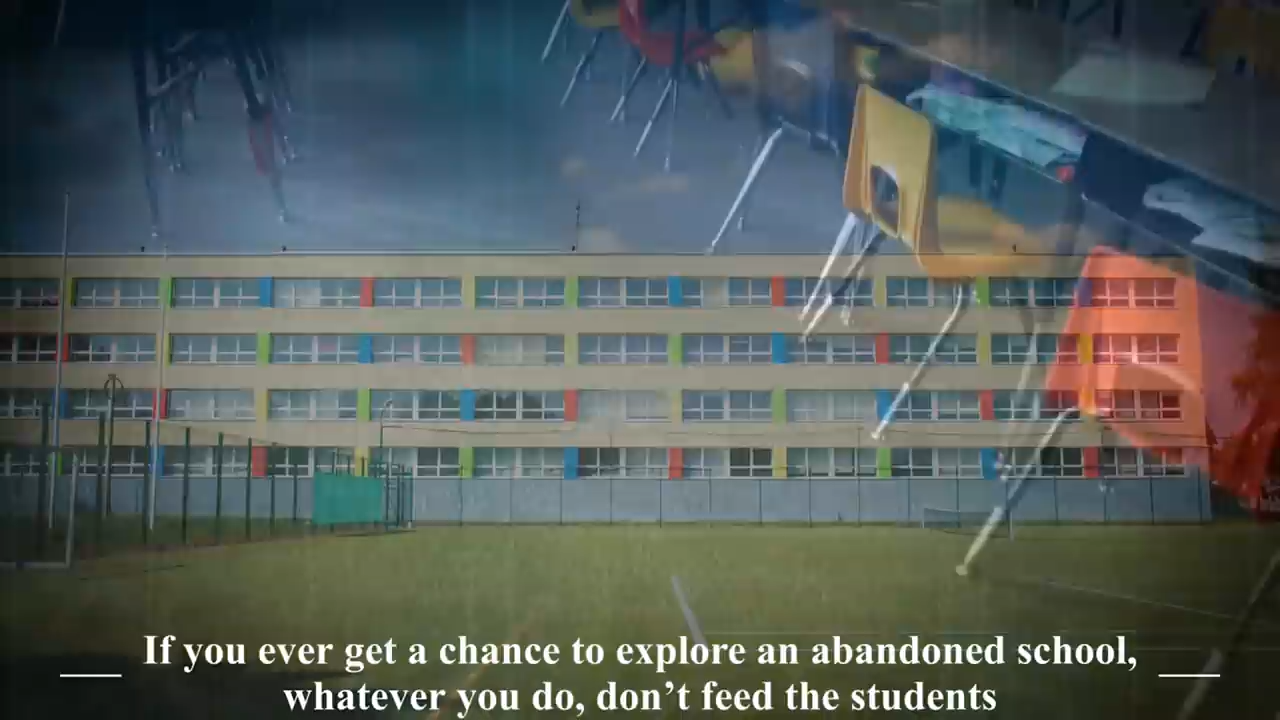 If you ever get a chance to explore an abandoned school,
whatever you do, don’t feed the students